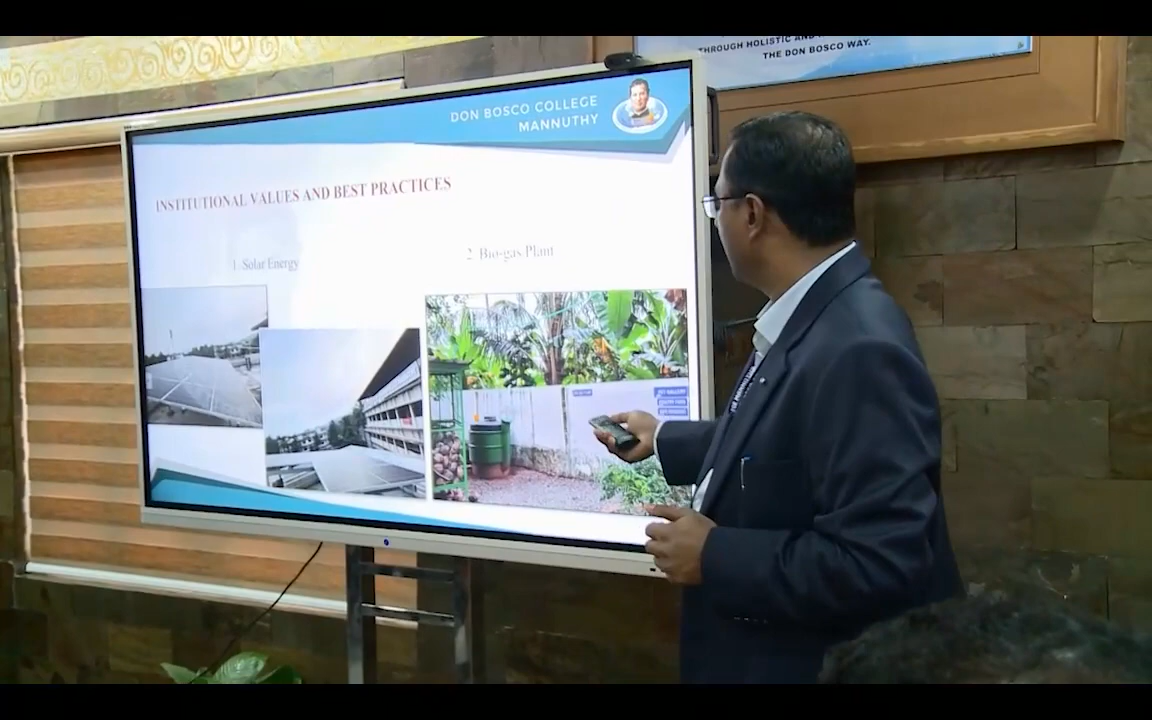 THROUGH HOLISTIC AND
THE DON BOSCO WAY.
DON BOSCO COLLEGE
MANNUTHY
INSTITUTIONAL VALUES AND BEST PRACTICES
1. Solar Energy
2. Bio-gas Plant